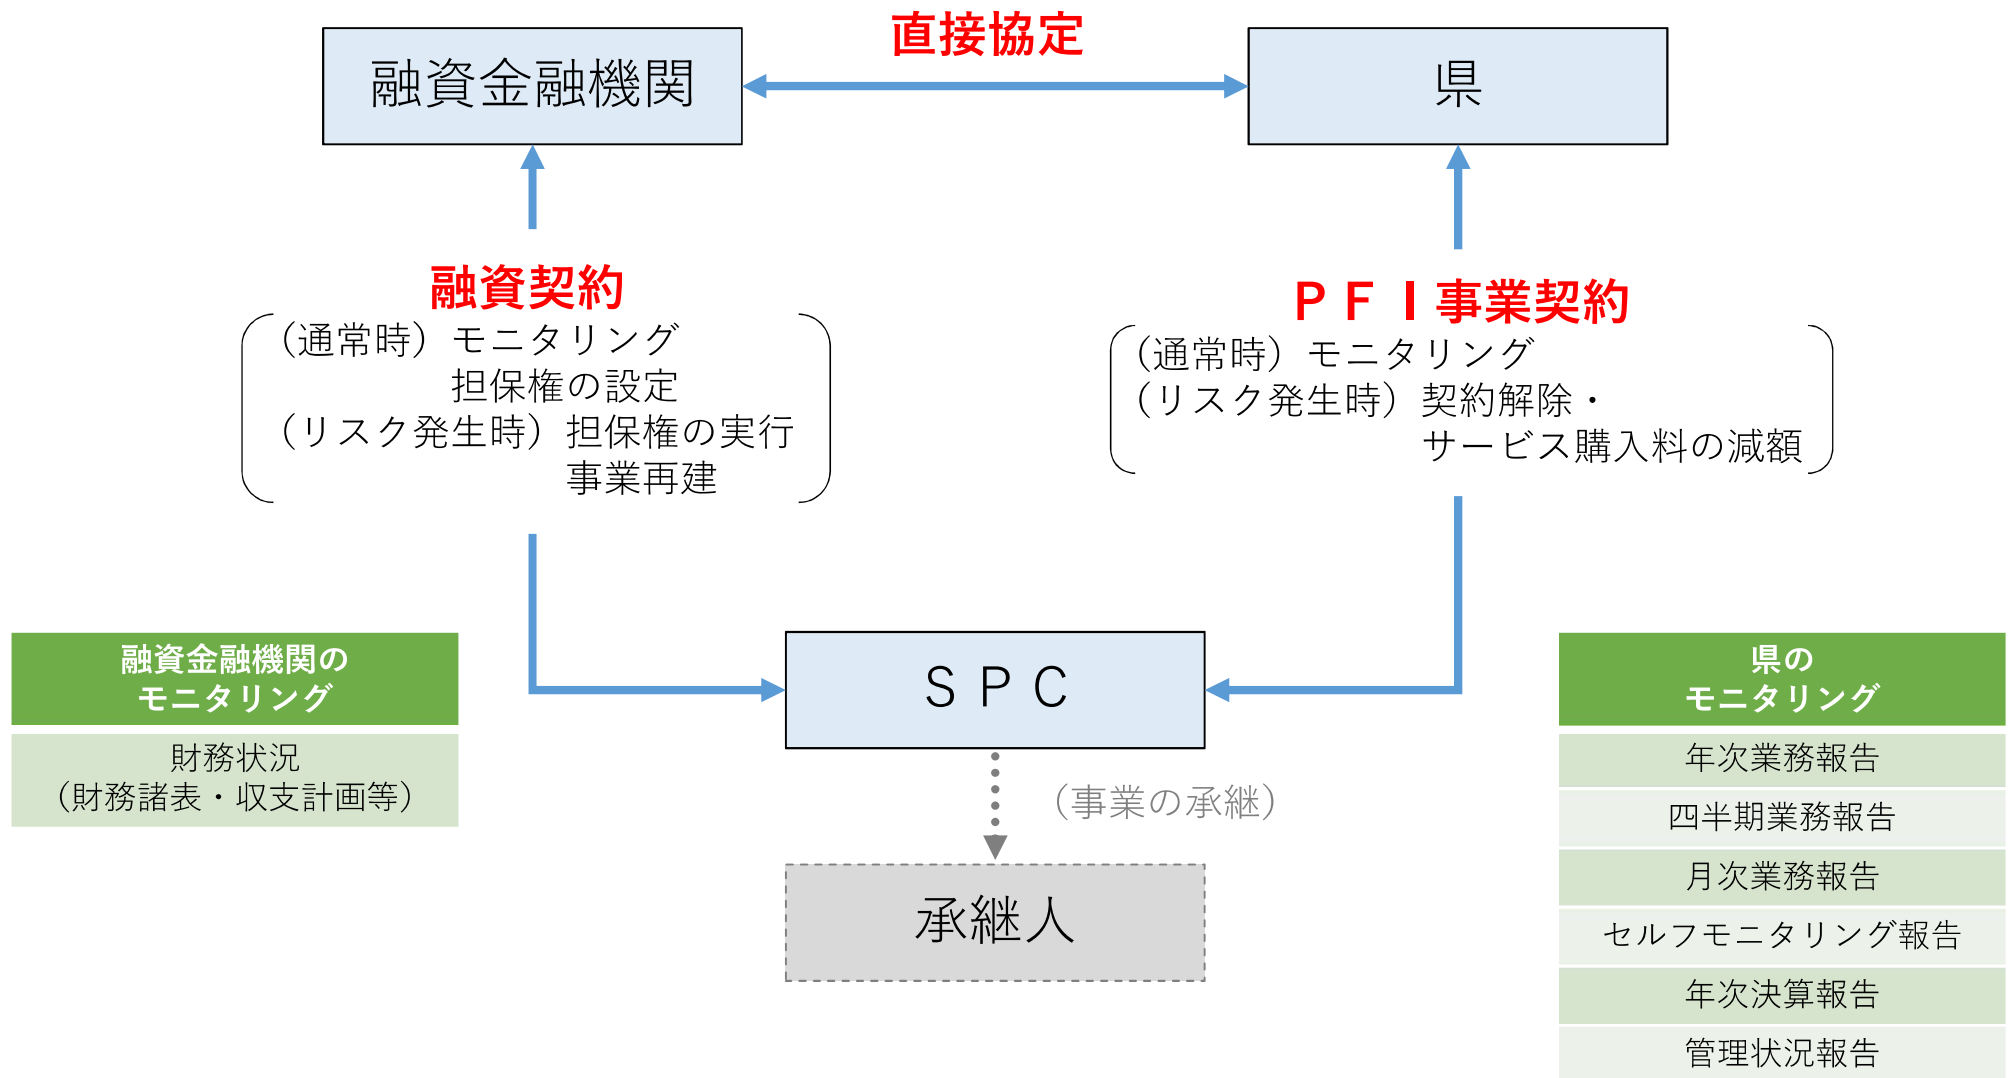 直接協定
融資金融機関
県
融資契約
（通常時）モニタリング
担保権の設定
（リスク発生時）担保権の実行
事業再建
ＰＦＩ事業契約
（通常時）モニタリング
（リスク発生時）契約解除・
サービス購入料の減額
融資金融機関の
モニタリング
財務状況
（財務諸表・収支計画等）
ＳＰＣ
（事業の承継）
承継人
県の
モニタリング
年次業務報告
四半期業務報告
月次業務報告
セルフモニタリング報告
年次決算報告
管理状況報告